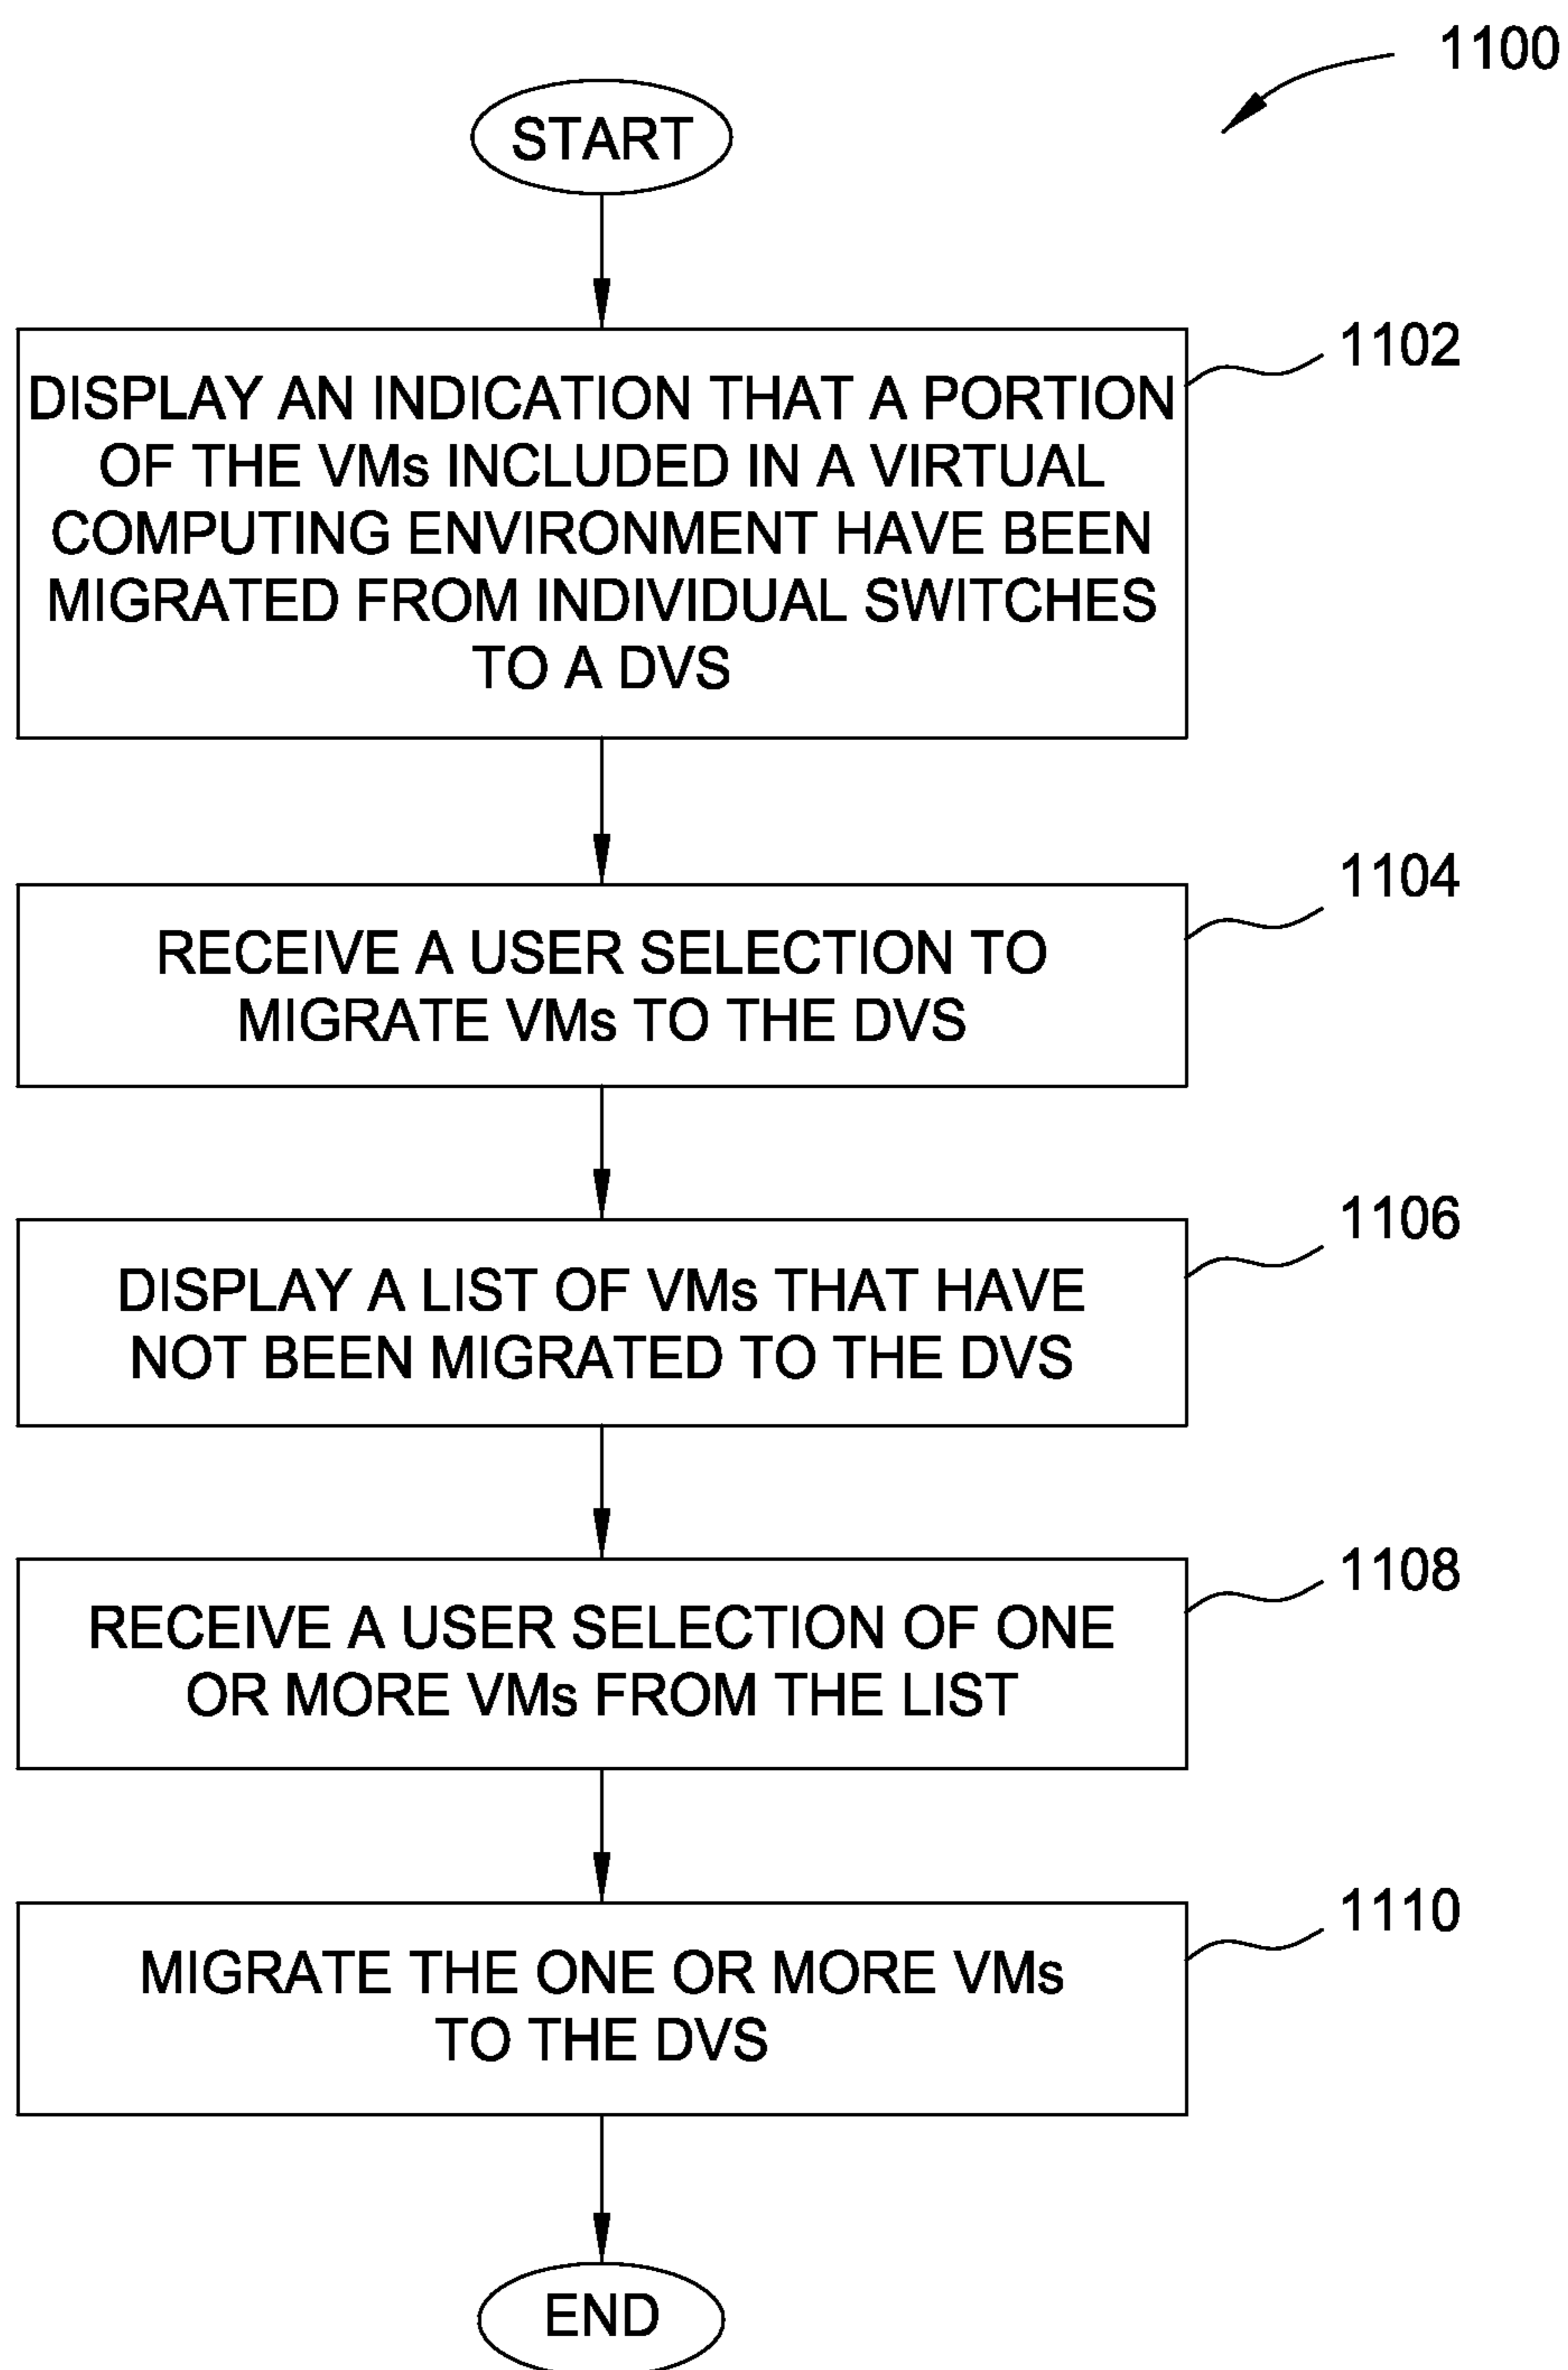 1100
START
1102
DISPLAY AN INDICATION THAT A PORTION
OF THE VMs INCLUDED IN A VIRTUAL
COMPUTING ENVIRONMENT HAVE BEEN
MIGRATED FROM INDIVIDUAL SWITCHES
TO A DVS
1104
RECEIVE A USER SELECTION TO
MIGRATE VMs TO THE DVS
1106
DISPLAY A LIST OF VMs THAT HAVE
NOT BEEN MIGRATED TO THE DVS
1108
RECEIVE A USER SELECTION OF ONE
OR MORE VMs FROM THE LIST
1110
MIGRATE THE ONE OR MORE VMs
TO THE DVS
END